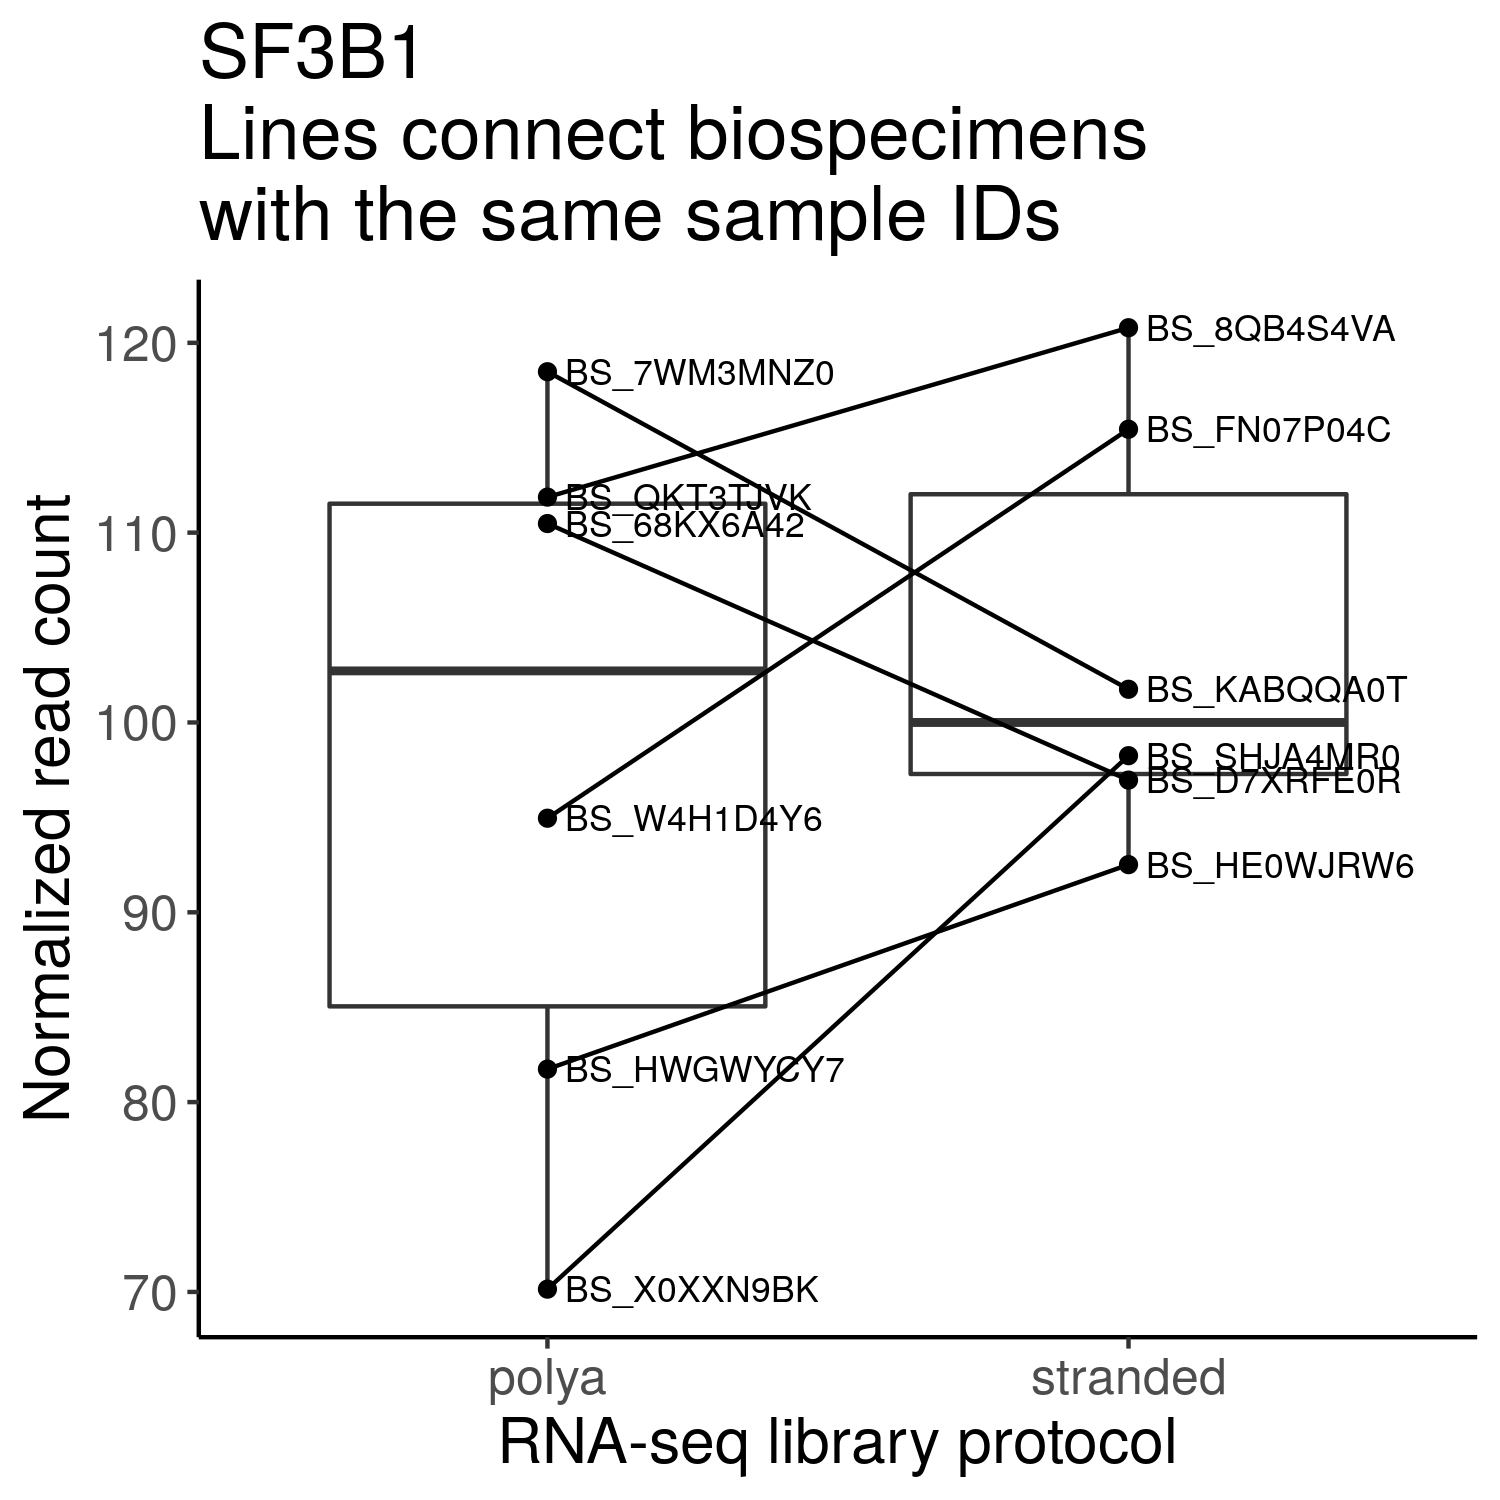 SF3B1
Lines connect biospecimens
with the same sample IDs
Normalized read count
120
110
100
90
80
70
BS_7WM3MNZ0
BS_QKT3TJVK
BS_68KX6A42
BS_W4H1D4Y6
BS_HWGWYCY7
BS_X0XXN9BK
BS_8QB4S4VA
BS_FN07P04C
BS_KABQQA0T
BS_SHJA4MR0
BS_D7XRFE0R
BS_HE0WJRW6
polya
stranded
RNA-seq library protocol